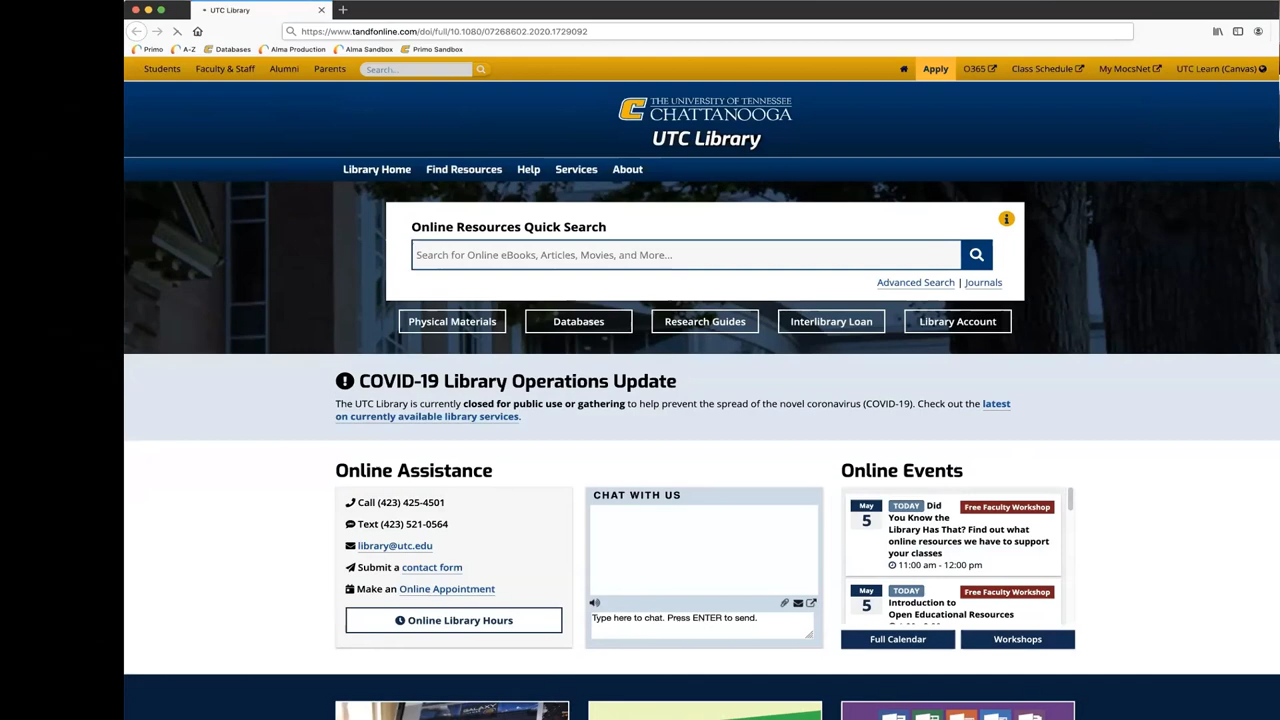 UTC Library
https://www.tandfonline.com/doi/full/10.1080/07268602.2020.1729092
Primo A-Z Databases Alma Production Alma Sandbox Primo Sandbox
Students Faculty & Staff Alumni Parents Search... Apply O365 Class Schedule My MocsNet UTC Learn (Canvas)
THE UNIVERSITY OF TENNESSEE
CHATTANOOGA
UTC Library
Library Home Find Resources Help Services About
Online Resources Quick Search
Search for Online eBooks, Articles, Movies, and More...
Advanced Search | Journals
Physical Materials Databases Research Guides Interlibrary Loan Library Account
COVID-19 Library Operations Update
The UTC Library is currently closed for public use or gathering to help prevent the spread of the novel coronavirus (COVID-19). Check out the latest
on currently available library services.
Online Assistance
Call (423) 425-4501
Text (423) 521-0564
library@utc.edu
Submit a contact form
Make an Online Appointment
Online Library Hours
CHAT WITH US
Type here to chat. Press ENTER to send.
Online Events
May
5
TODAY Did
You Know the
Library Has That? Find out what
online resources we have to support
your classes
11:00 am - 12:00 pm
Free Faculty Workshop
May
5
TODAY
Introduction to
Open Educational Resources
Free Faculty Workshop
Full Calendar Workshops
GALAXY